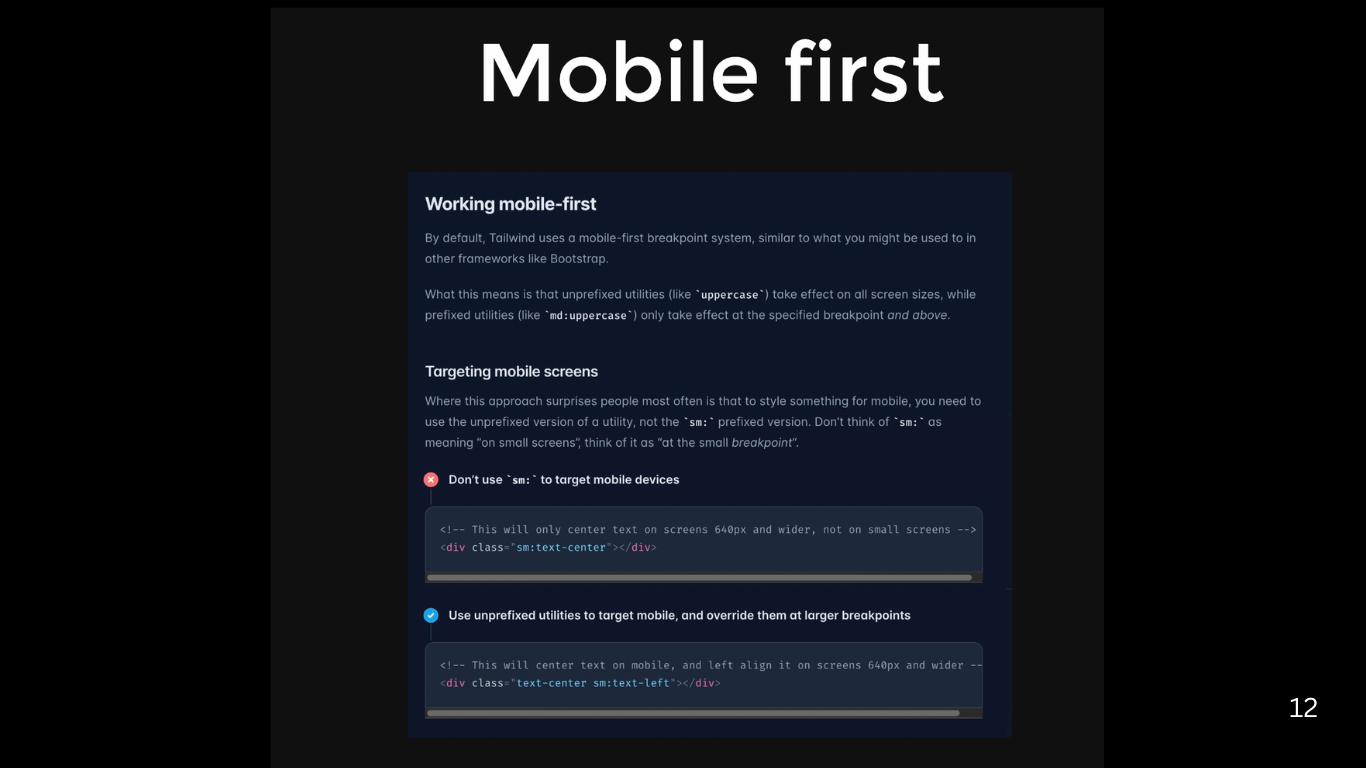 Mobile first
Working mobile-first
By default, Tailwind uses a mobile-first breakpoint system, similar to what you might be used to in
other frameworks like Bootstrap.
What this means is that unprefixed utilities (like `uppercase`) take effect on all screen sizes, while
prefixed utilities (like `md:uppercase`) only take effect at the specified breakpoint and above.
Targeting mobile screens
Where this approach surprises people most often is that to style something for mobile, you need to
use the unprefixed version of a utility, not the `sm:` prefixed version. Don't think of `sm:` as
meaning “on small screens”, think of it as “at the small breakpoint”.
Don’t use `sm:` to target mobile devices
<!-- This will only center text on screens 640px and wider, not on small screens -->
<div class="sm:text-center"></div>
Use unprefixed utilities to target mobile, and override them at larger breakpoints
<!-- This will center text on mobile, and left align it on screens 640px and wider --
<div class="text-center sm:text-left"></div>
12